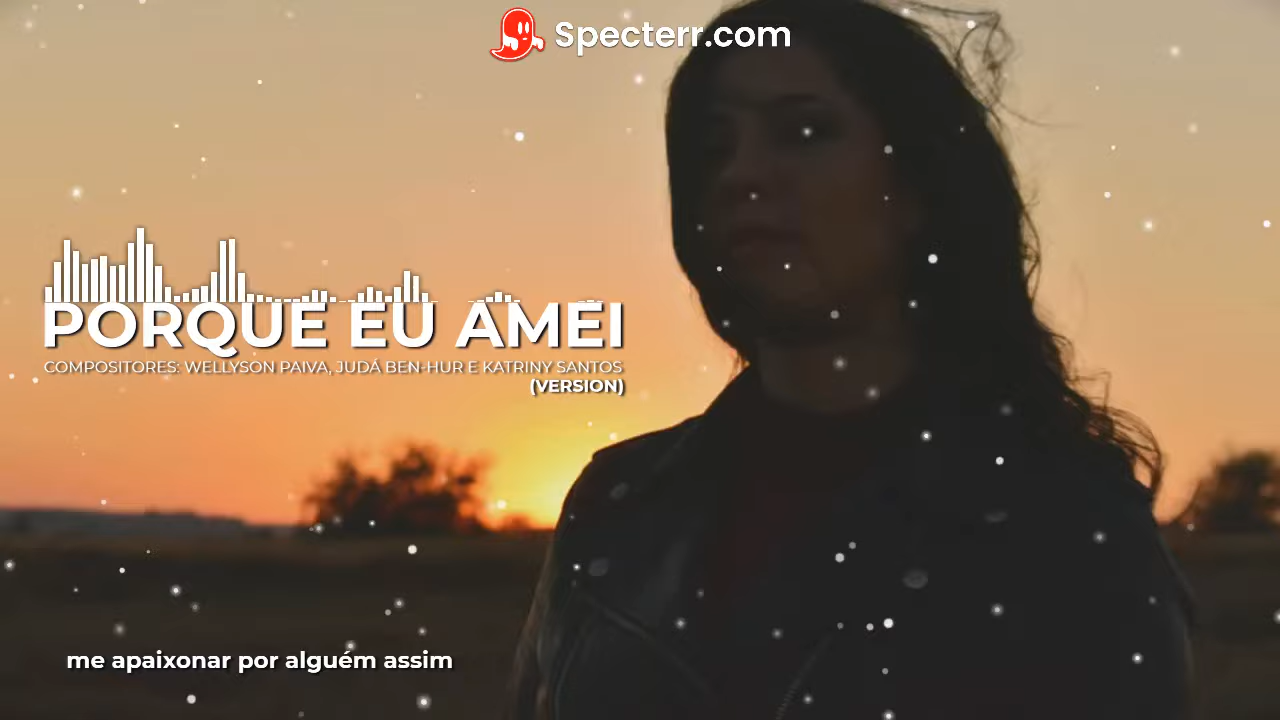 Specterr.com
PORQUE EU AMEI
COMPOSITORES: WELLYSON PAIVA, JUDÁ BEN-HUR E KATRINY SANTOS
(VERSION)
me apaixonar por alguém assim